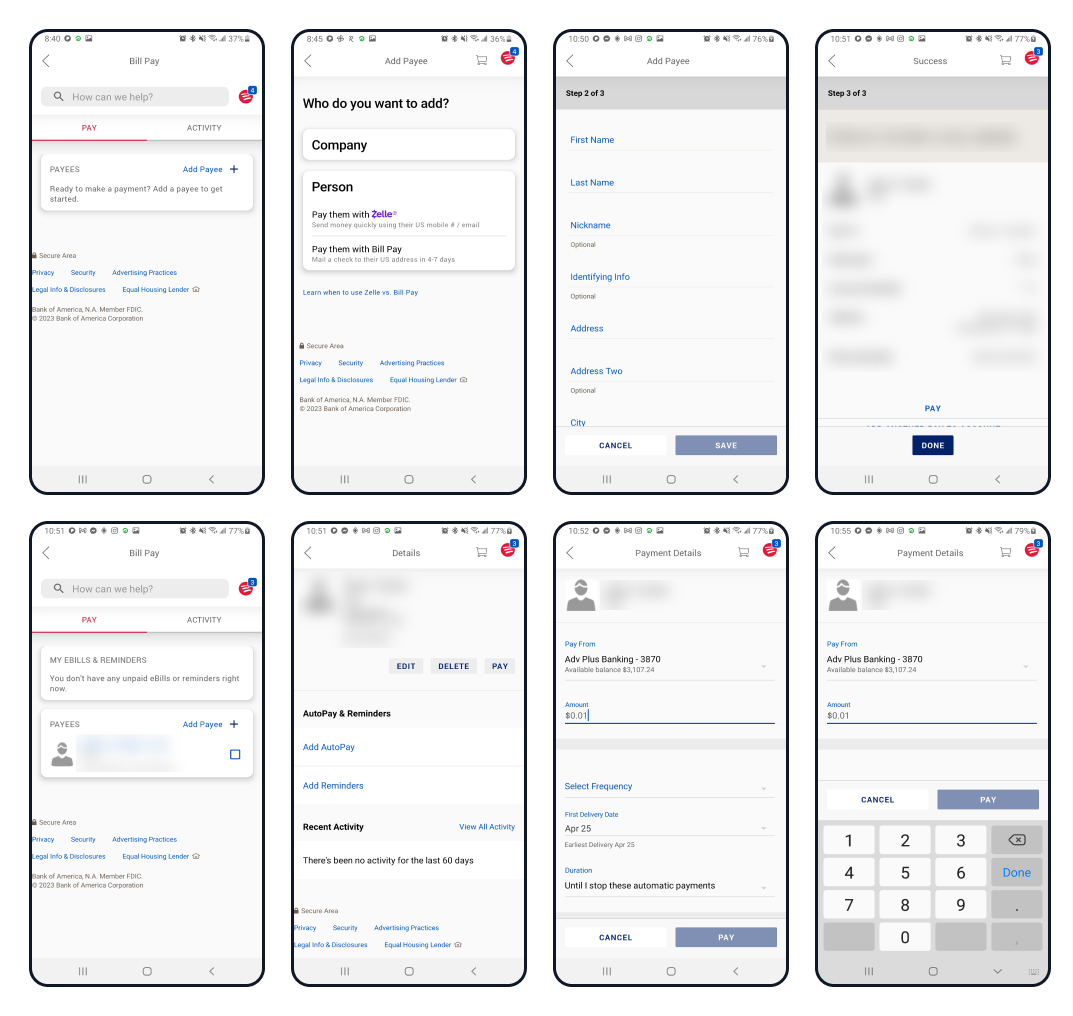 8:40
37%
Bill Pay
How can we help?
4
PAY
ACTIVITY
PAYEES
Add Payee +
Ready to make a payment? Add a payee to get
started.
Secure Area
Privacy
Security
Advertising Practices
Legal Info & Disclosures
Equal Housing Lender
Bank of America, N.A. Member FDIC.
© 2023 Bank of America Corporation
8:45
36%
Add Payee
4
Who do you want to add?
Company
Person
Pay them with Zelle®
Send money quickly using their US mobile # / email
Pay them with Bill Pay
Mail a check to their US address in 4-7 days
Learn when to use Zelle vs. Bill Pay
Secure Area
Privacy
Security
Advertising Practices
Legal Info & Disclosures
Equal Housing Lender
Bank of America, N.A. Member FDIC.
© 2023 Bank of America Corporation
10:50
76%
Add Payee
Step 2 of 3
First Name
Last Name
Nickname
Optional
Identifying Info
Optional
Address
Address Two
Optional
City
CANCEL
SAVE
10:51
77%
Success
3
Step 3 of 3
PAY
DONE
10:51
77%
Bill Pay
How can we help?
3
PAY
ACTIVITY
MY EBILLS & REMINDERS
You don't have any unpaid eBills or reminders right
now.
PAYEES
Add Payee +
Secure Area
Privacy
Security
Advertising Practices
Legal Info & Disclosures
Equal Housing Lender
Bank of America, N.A. Member FDIC.
© 2023 Bank of America Corporation
10:51
77%
Details
3
EDIT
DELETE
PAY
AutoPay & Reminders
Add AutoPay
Add Reminders
Recent Activity
View All Activity
There's been no activity for the last 60 days
Secure Area
Privacy
Security
Advertising Practices
Legal Info & Disclosures
Equal Housing Lender
10:52
77%
Payment Details
3
Pay From
Adv Plus Banking - 3870
Available balance $3,107.24
Amount
$0.01
Select Frequency
First Delivery Date
Apr 25
Earliest Delivery Apr 25
Duration
Until I stop these automatic payments
CANCEL
PAY
10:55
79%
Payment Details
3
Pay From
Adv Plus Banking - 3870
Available balance $3,107.24
Amount
$0.01
CANCEL
PAY
1 2 3
4 5 6 Done
7 8 9 .
0 ,